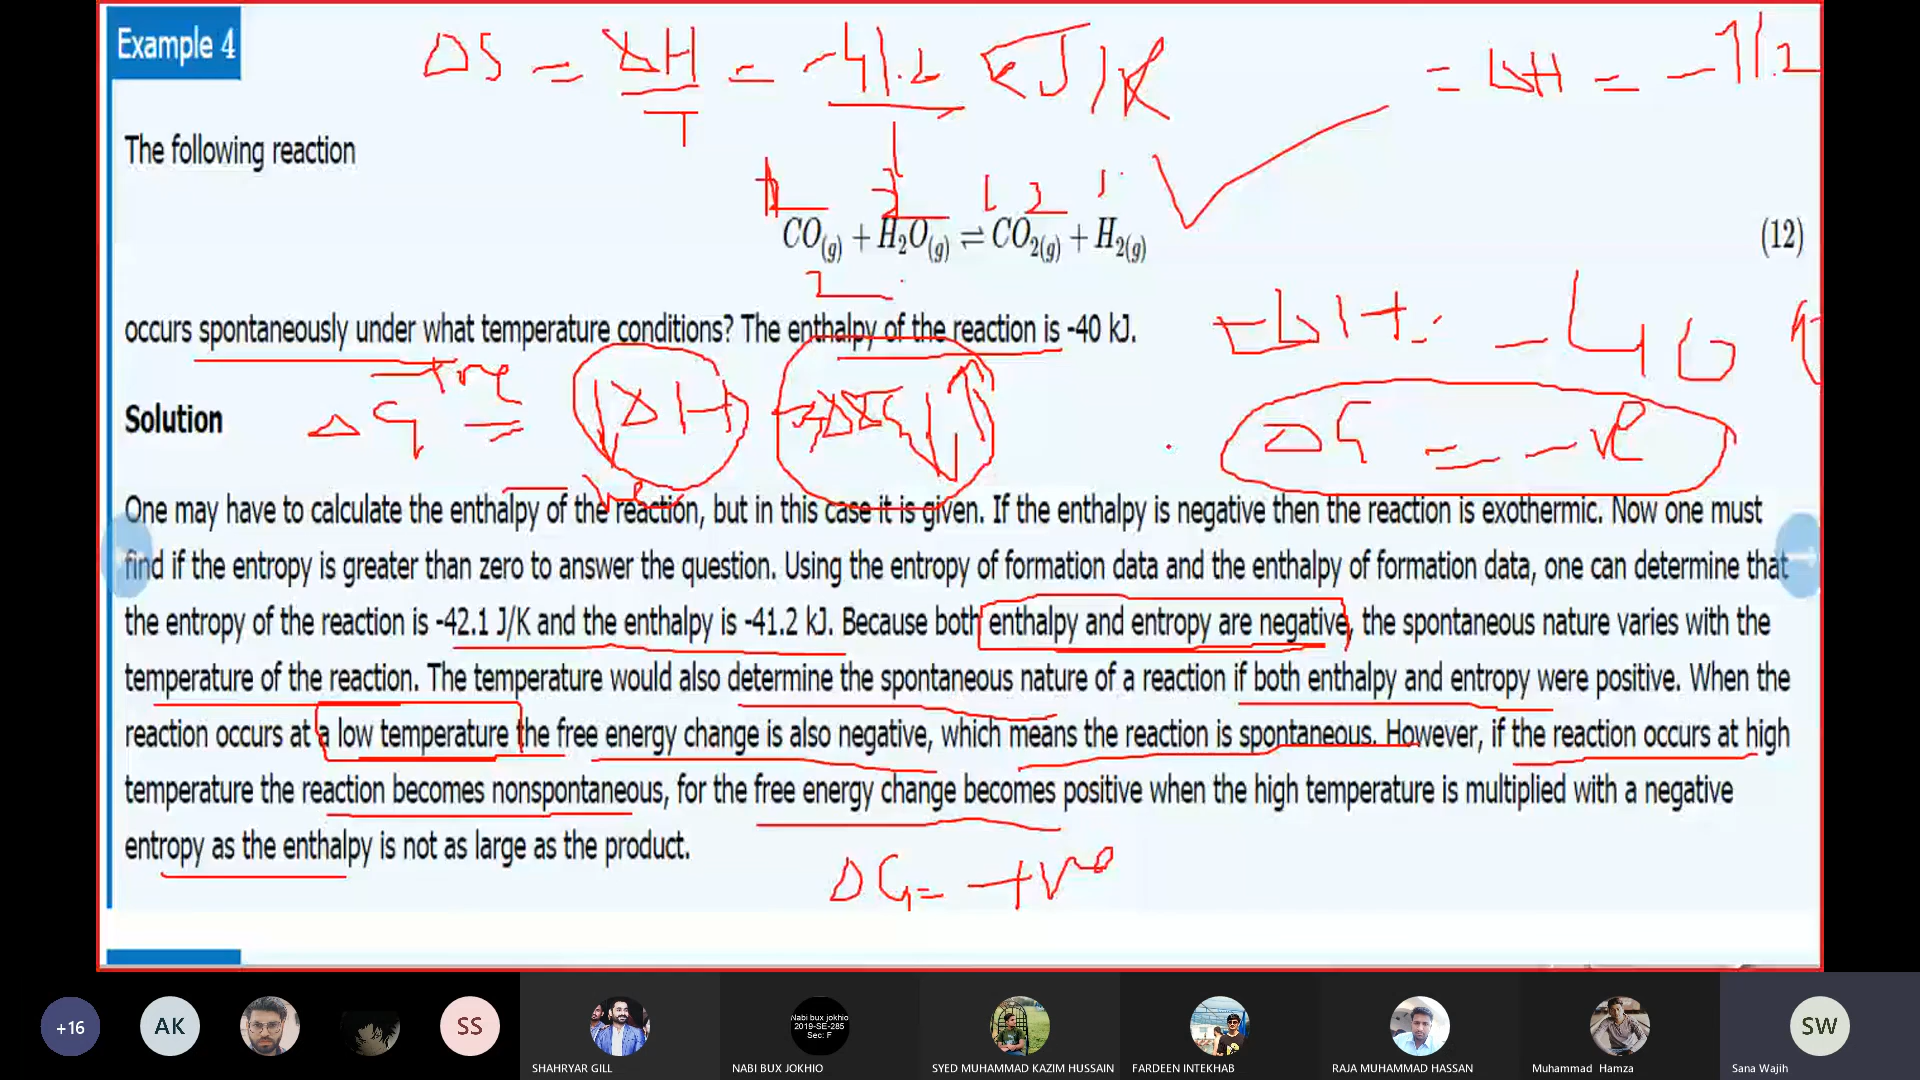 Example 4
ΔS = ΔH/T = -41.2 KJ/K
= ΔH =
The following reaction
CO(g) + H2O(g) ⇌ CO2(g) + H2(g) (12)
occurs spontaneously under what temperature conditions? The enthalpy of the reaction is -40 kJ.
Solution
ΔG =
ΔH
ΔG = -ve
One may have to calculate the enthalpy of the reaction, but in this case it is given. If the enthalpy is negative then the reaction is exothermic. Now one must
find if the entropy is greater than zero to answer the question. Using the entropy of formation data and the enthalpy of formation data, one can determine that
the entropy of the reaction is -42.1 J/K and the enthalpy is -41.2 kJ. Because both enthalpy and entropy are negative, the spontaneous nature varies with the
temperature of the reaction. The temperature would also determine the spontaneous nature of a reaction if both enthalpy and entropy were positive. When the
reaction occurs at a low temperature the free energy change is also negative, which means the reaction is spontaneous. However, if the reaction occurs at high
temperature the reaction becomes nonspontaneous, for the free energy change becomes positive when the high temperature is multiplied with a negative
entropy as the enthalpy is not as large as the product.
ΔG = +ve
+16
AK
SS
SHAHRYAR GILL
Nabi bux jokhio
2019-SE-285
Sec: F
NABI BUX JOKHIO
SYED MUHAMMAD KAZIM HUSSAIN
FARDEEN INTEKHAB
RAJA MUHAMMAD HASSAN
Muhammad Hamza
SW
Sana Wajih